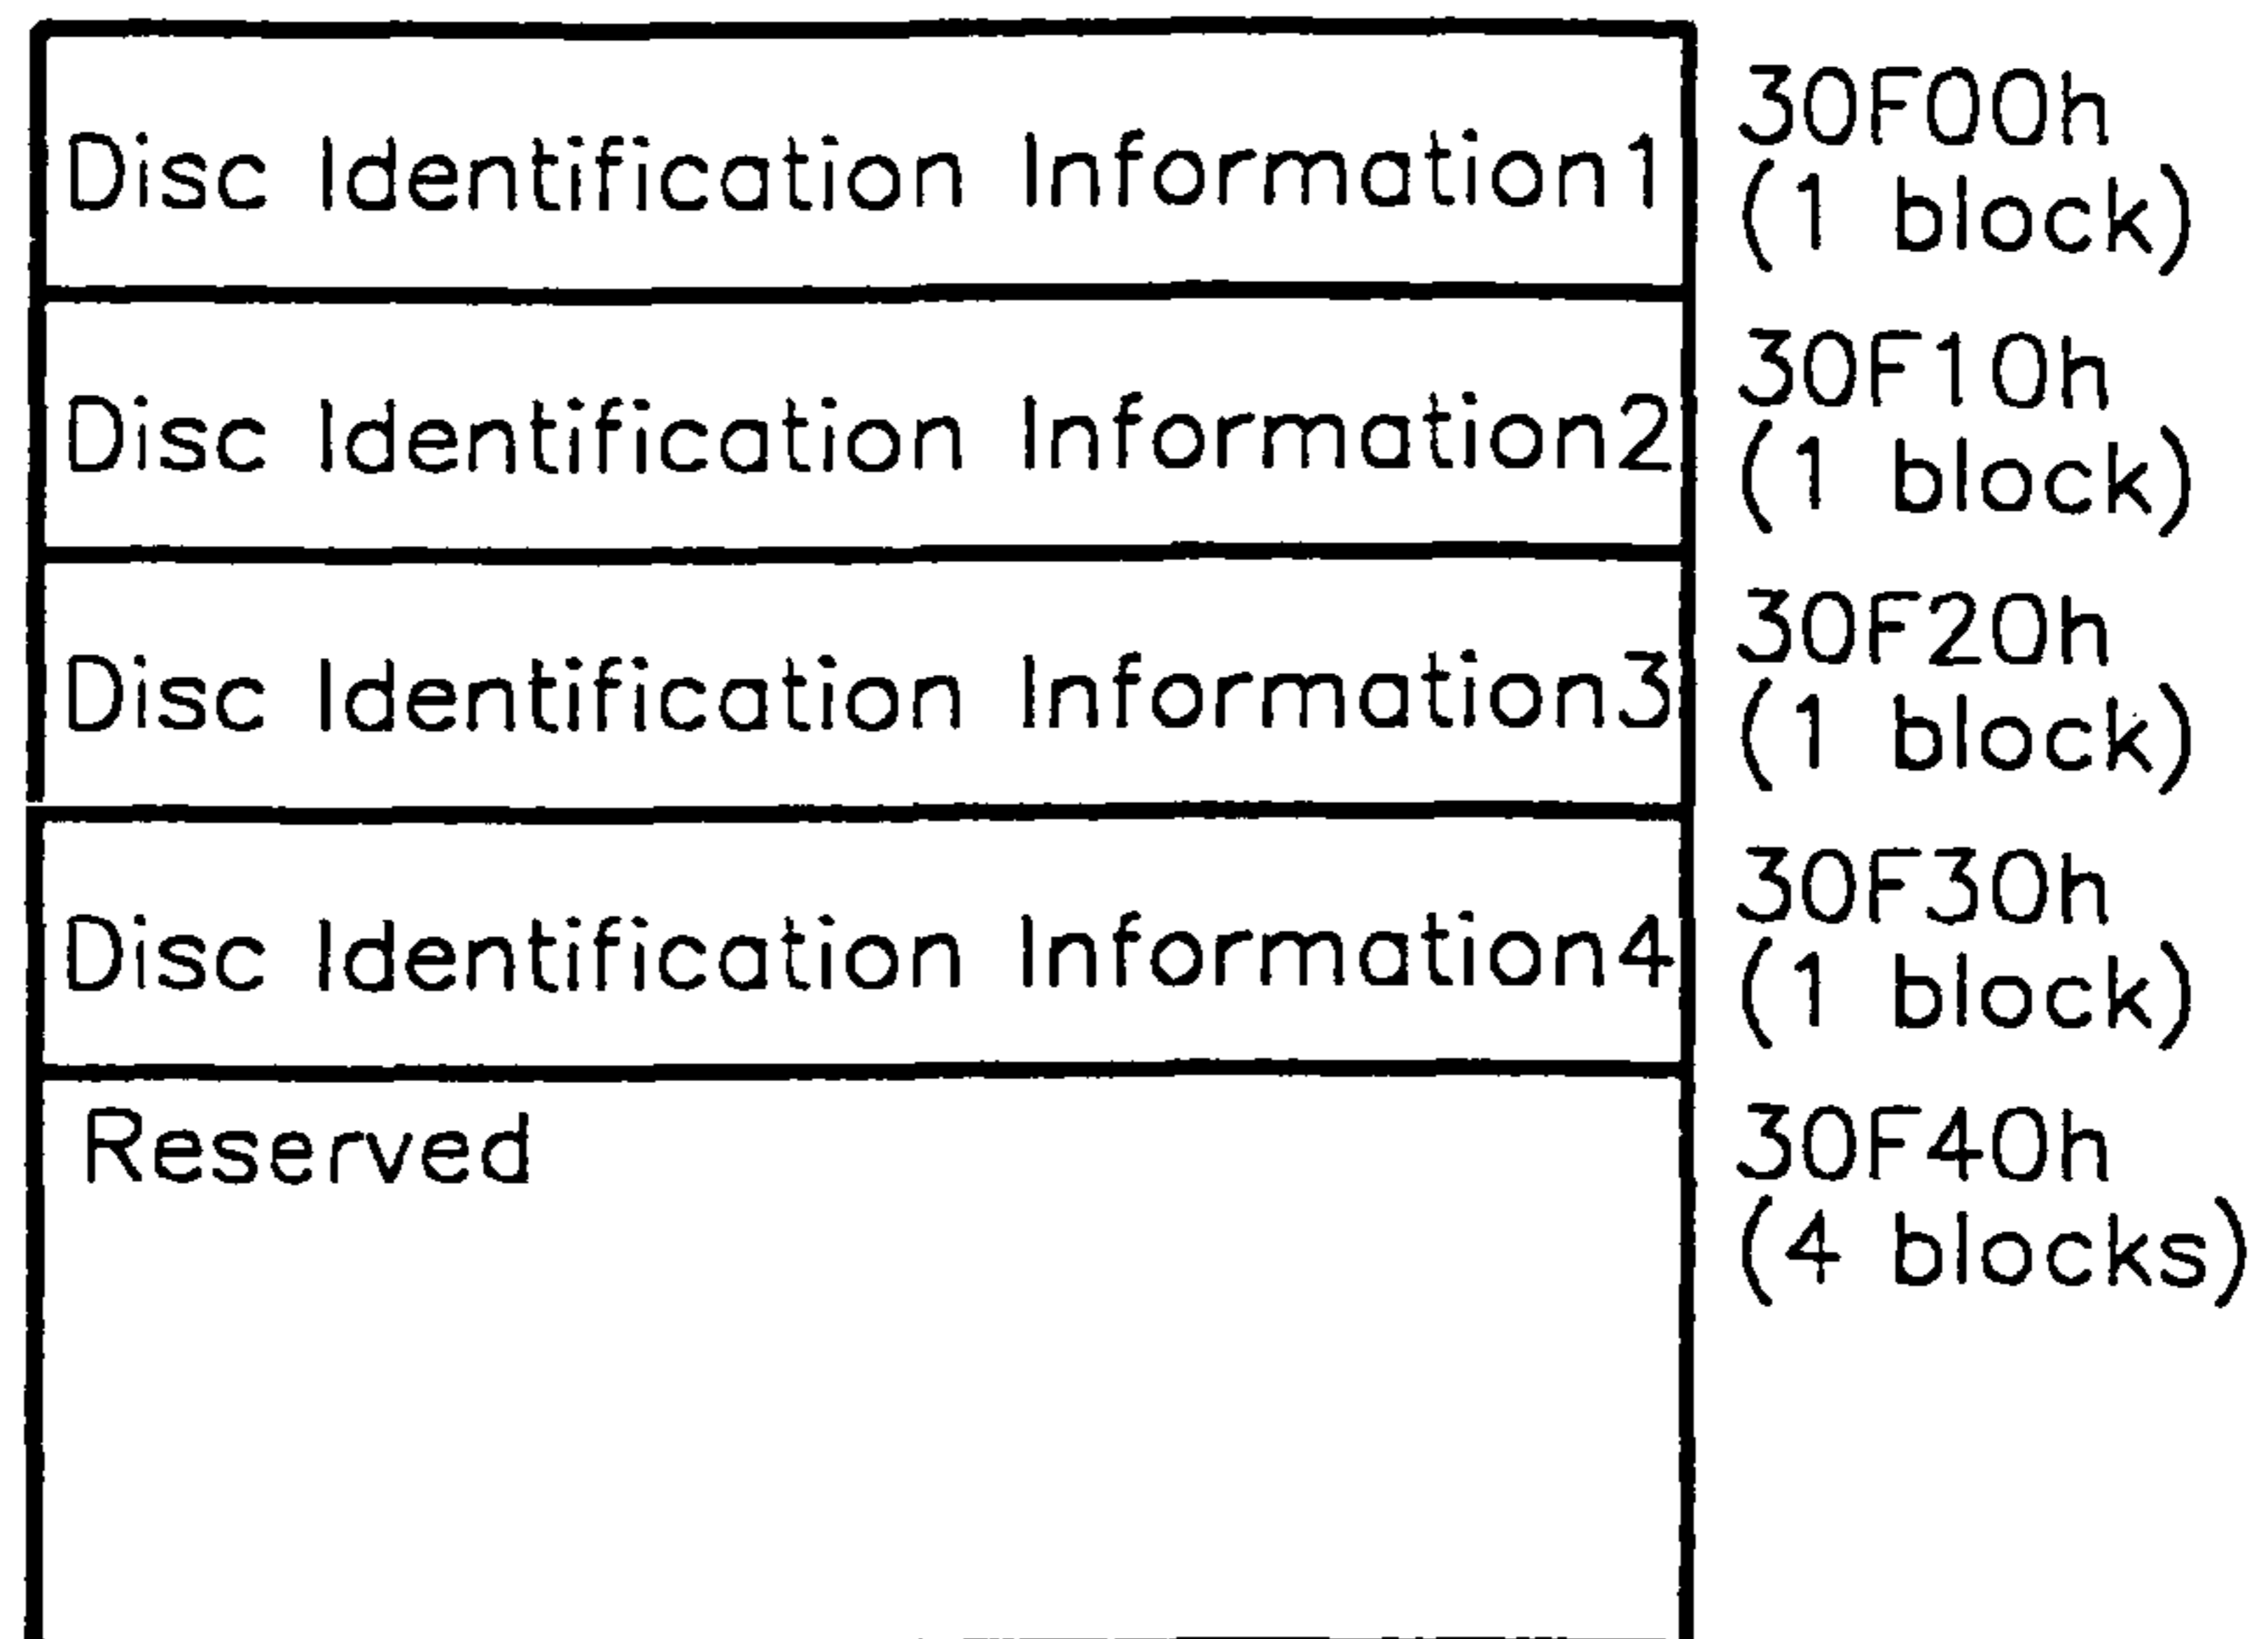 Disc Identification Information1
30F00h
(1 block)
Disc Identification Information2
30F10h
(1 block)
Disc Identification Information3
30F20h
(1 block)
Disc Identification Information4
30F30h
(1 block)
Reserved
30F40h
(4 blocks)